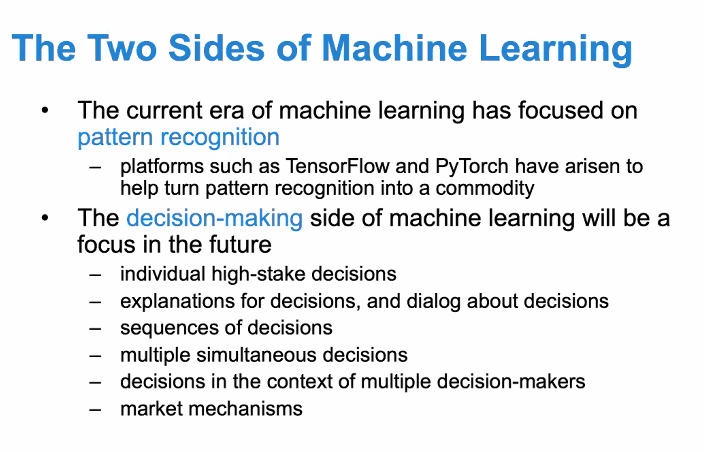 The Two Sides of Machine Learning
• The current era of machine learning has focused on
pattern recognition
– platforms such as TensorFlow and PyTorch have arisen to
help turn pattern recognition into a commodity
• The decision-making side of machine learning will be a
focus in the future
– individual high-stake decisions
– explanations for decisions, and dialog about decisions
– sequences of decisions
– multiple simultaneous decisions
– decisions in the context of multiple decision-makers
– market mechanisms